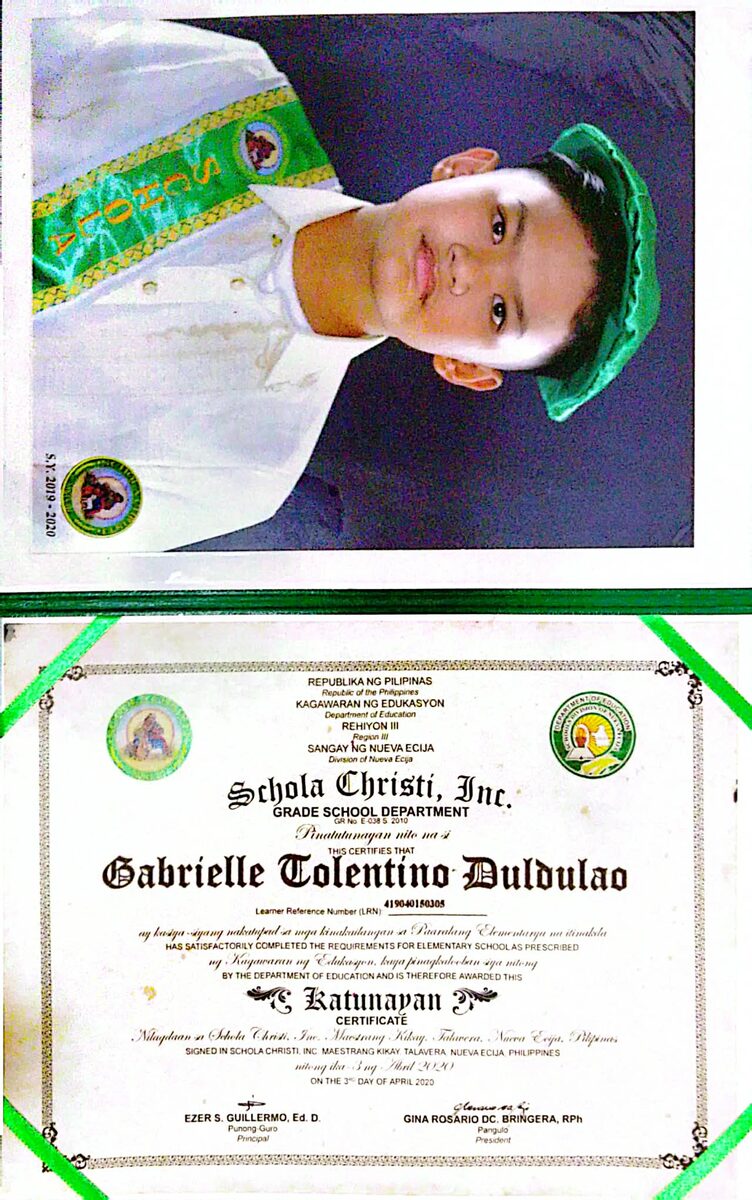 SCHOLA
S.Y. 2019 - 2020
REPUBLIKA NG PILIPINAS
Republic of the Philippines
KAGAWARAN NG EDUKASYON
Department of Education
REHIYON III
Region III
SANGAY NG NUEVA ECIJA
Division of Nueva Ecija
DEPARTMENT OF EDUCATION
Schola Christi, Inc.
GRADE SCHOOL DEPARTMENT
GR No. E-038 S. 2010
Pinatutunayan nito na si
THIS CERTIFIES THAT
Gabrielle Tolentino Duldulao
Learner Reference Number (LRN) 419040150305
ay kasiya-siyang nakatapad sa mga kinakailangan sa Paaralang Elementarya na itinakda
HAS SATISFACTORILY COMPLETED THE REQUIREMENTS FOR ELEMENTARY SCHOOL AS PRESCRIBED
ng Kagawaran ng Edukasyon, kaya pinagkalooban siya nitong
BY THE DEPARTMENT OF EDUCATION AND IS THEREFORE AWARDED THIS
Katunayan
CERTIFICATE
Nilagdaan sa Schola Christi, Inc. Maestrang Kikay, Talavera, Nueva Ecija, Pilipinas
SIGNED IN SCHOLA CHRISTI, INC. MAESTRANG KIKAY, TALAVERA, NUEVA ECIJA, PHILIPPINES
nitong ika-3 ng Abril 2020
ON THE 3RD DAY OF APRIL 2020
EZER S. GUILLERMO, Ed. D.
Punong-Guro
Principal
GINA ROSARIO DC. BRINGERA, RPh
Pangulo
President